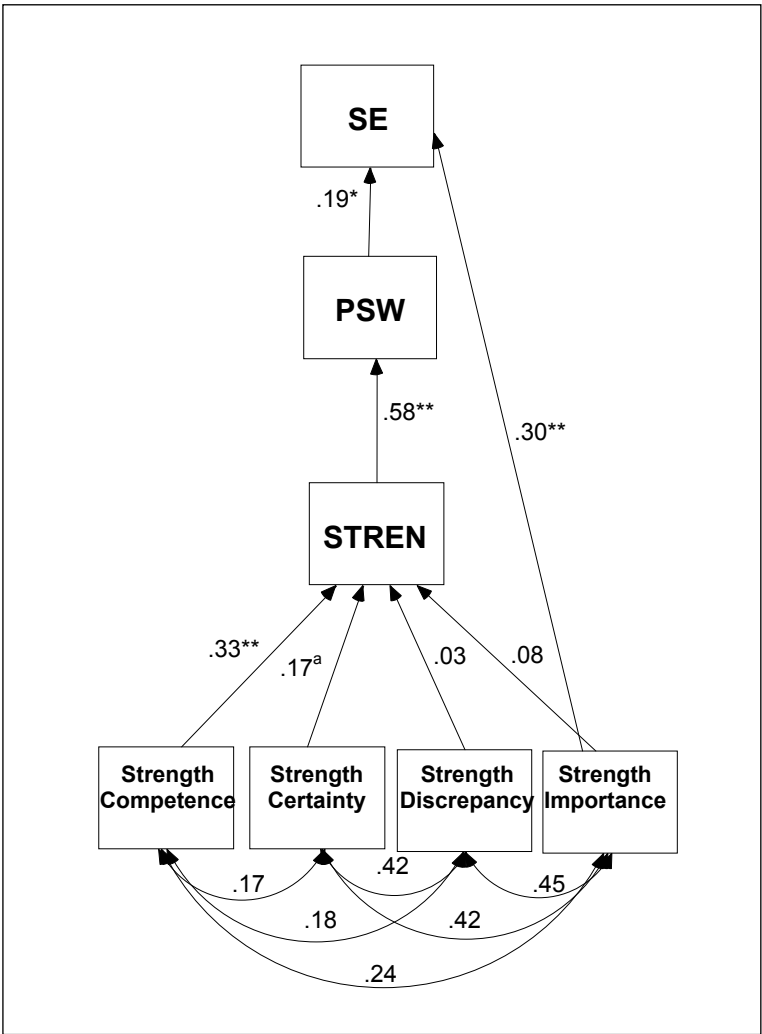 SE
.19*
PSW
.58**
.30**
STREN
.33**
.17ª
.03
.08
Strength
Competence
Strength
Certainty
Strength
Discrepancy
Strength
Importance
.17
.42
.45
.18
.42
.24